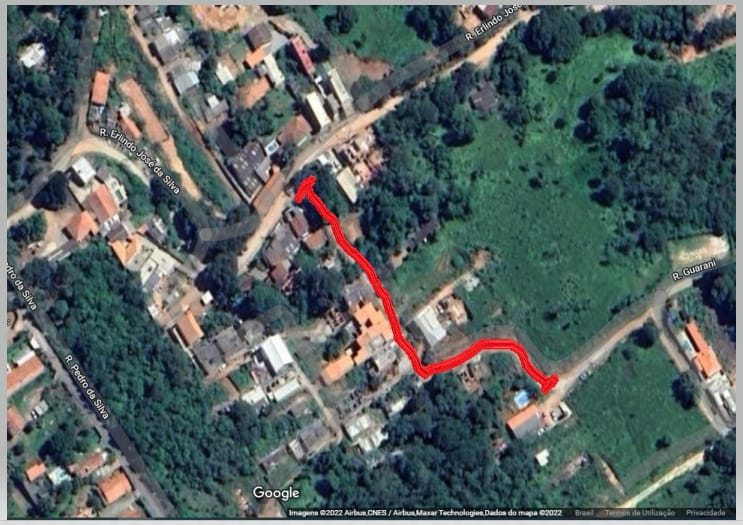 R. Erlindo José
R. Erlindo José da Silva
R. Guarani
dro da Silva
R. Pedro da Silva
Google
Imagens ©2022 Airbus,CNES / Airbus,Maxar Technologies,Dados do mapa ©2022 Brasil Termos de Utilização Privacidade